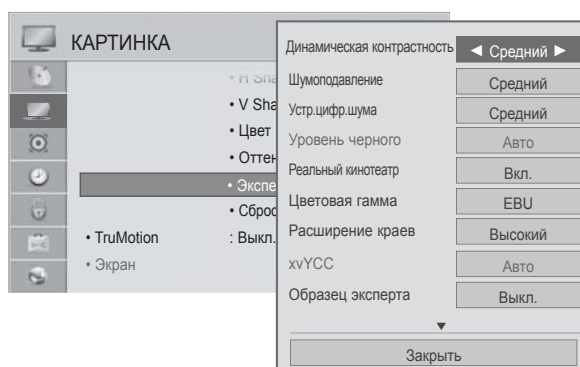 КАРТИНКА
• H Sha
• V Sha
• Цвет
• Оттен
• Экспе
• Сброс
• TruMotion : Выкл.
• Экран
Динамическая контрастность ◄ Средний ►
Шумоподавление Средний
Устр.цифр.шума Средний
Уровень черного Авто
Реальный кинотеатр Вкл.
Цветовая гамма EBU
Расширение краев Высокий
xvYCC Авто
Образец эксперта Выкл.
▼
Закрыть